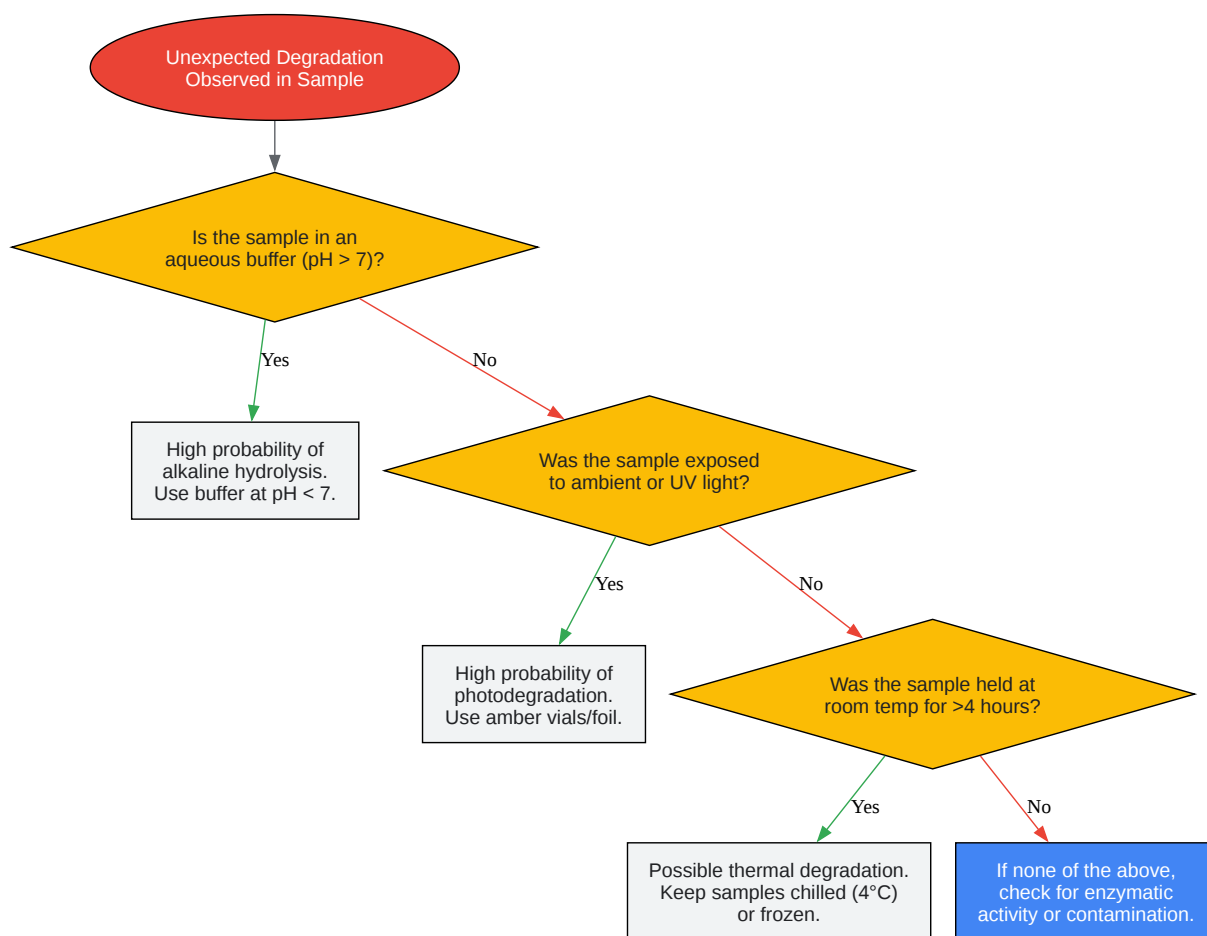 Unexpected Degradation
Observed in Sample
Is the sample in an
aqueous buffer (pH > 7)?
Yes
No
High probability of
alkaline hydrolysis.
Use buffer at pH < 7.
Was the sample exposed
to ambient or UV light?
Yes
No
High probability of
photodegradation.
Use amber vials/foil.
Was the sample held at
room temp for >4 hours?
Yes
No
Possible thermal degradation.
Keep samples chilled (4°C)
or frozen.
If none of the above,
check for enzymatic
activity or contamination.